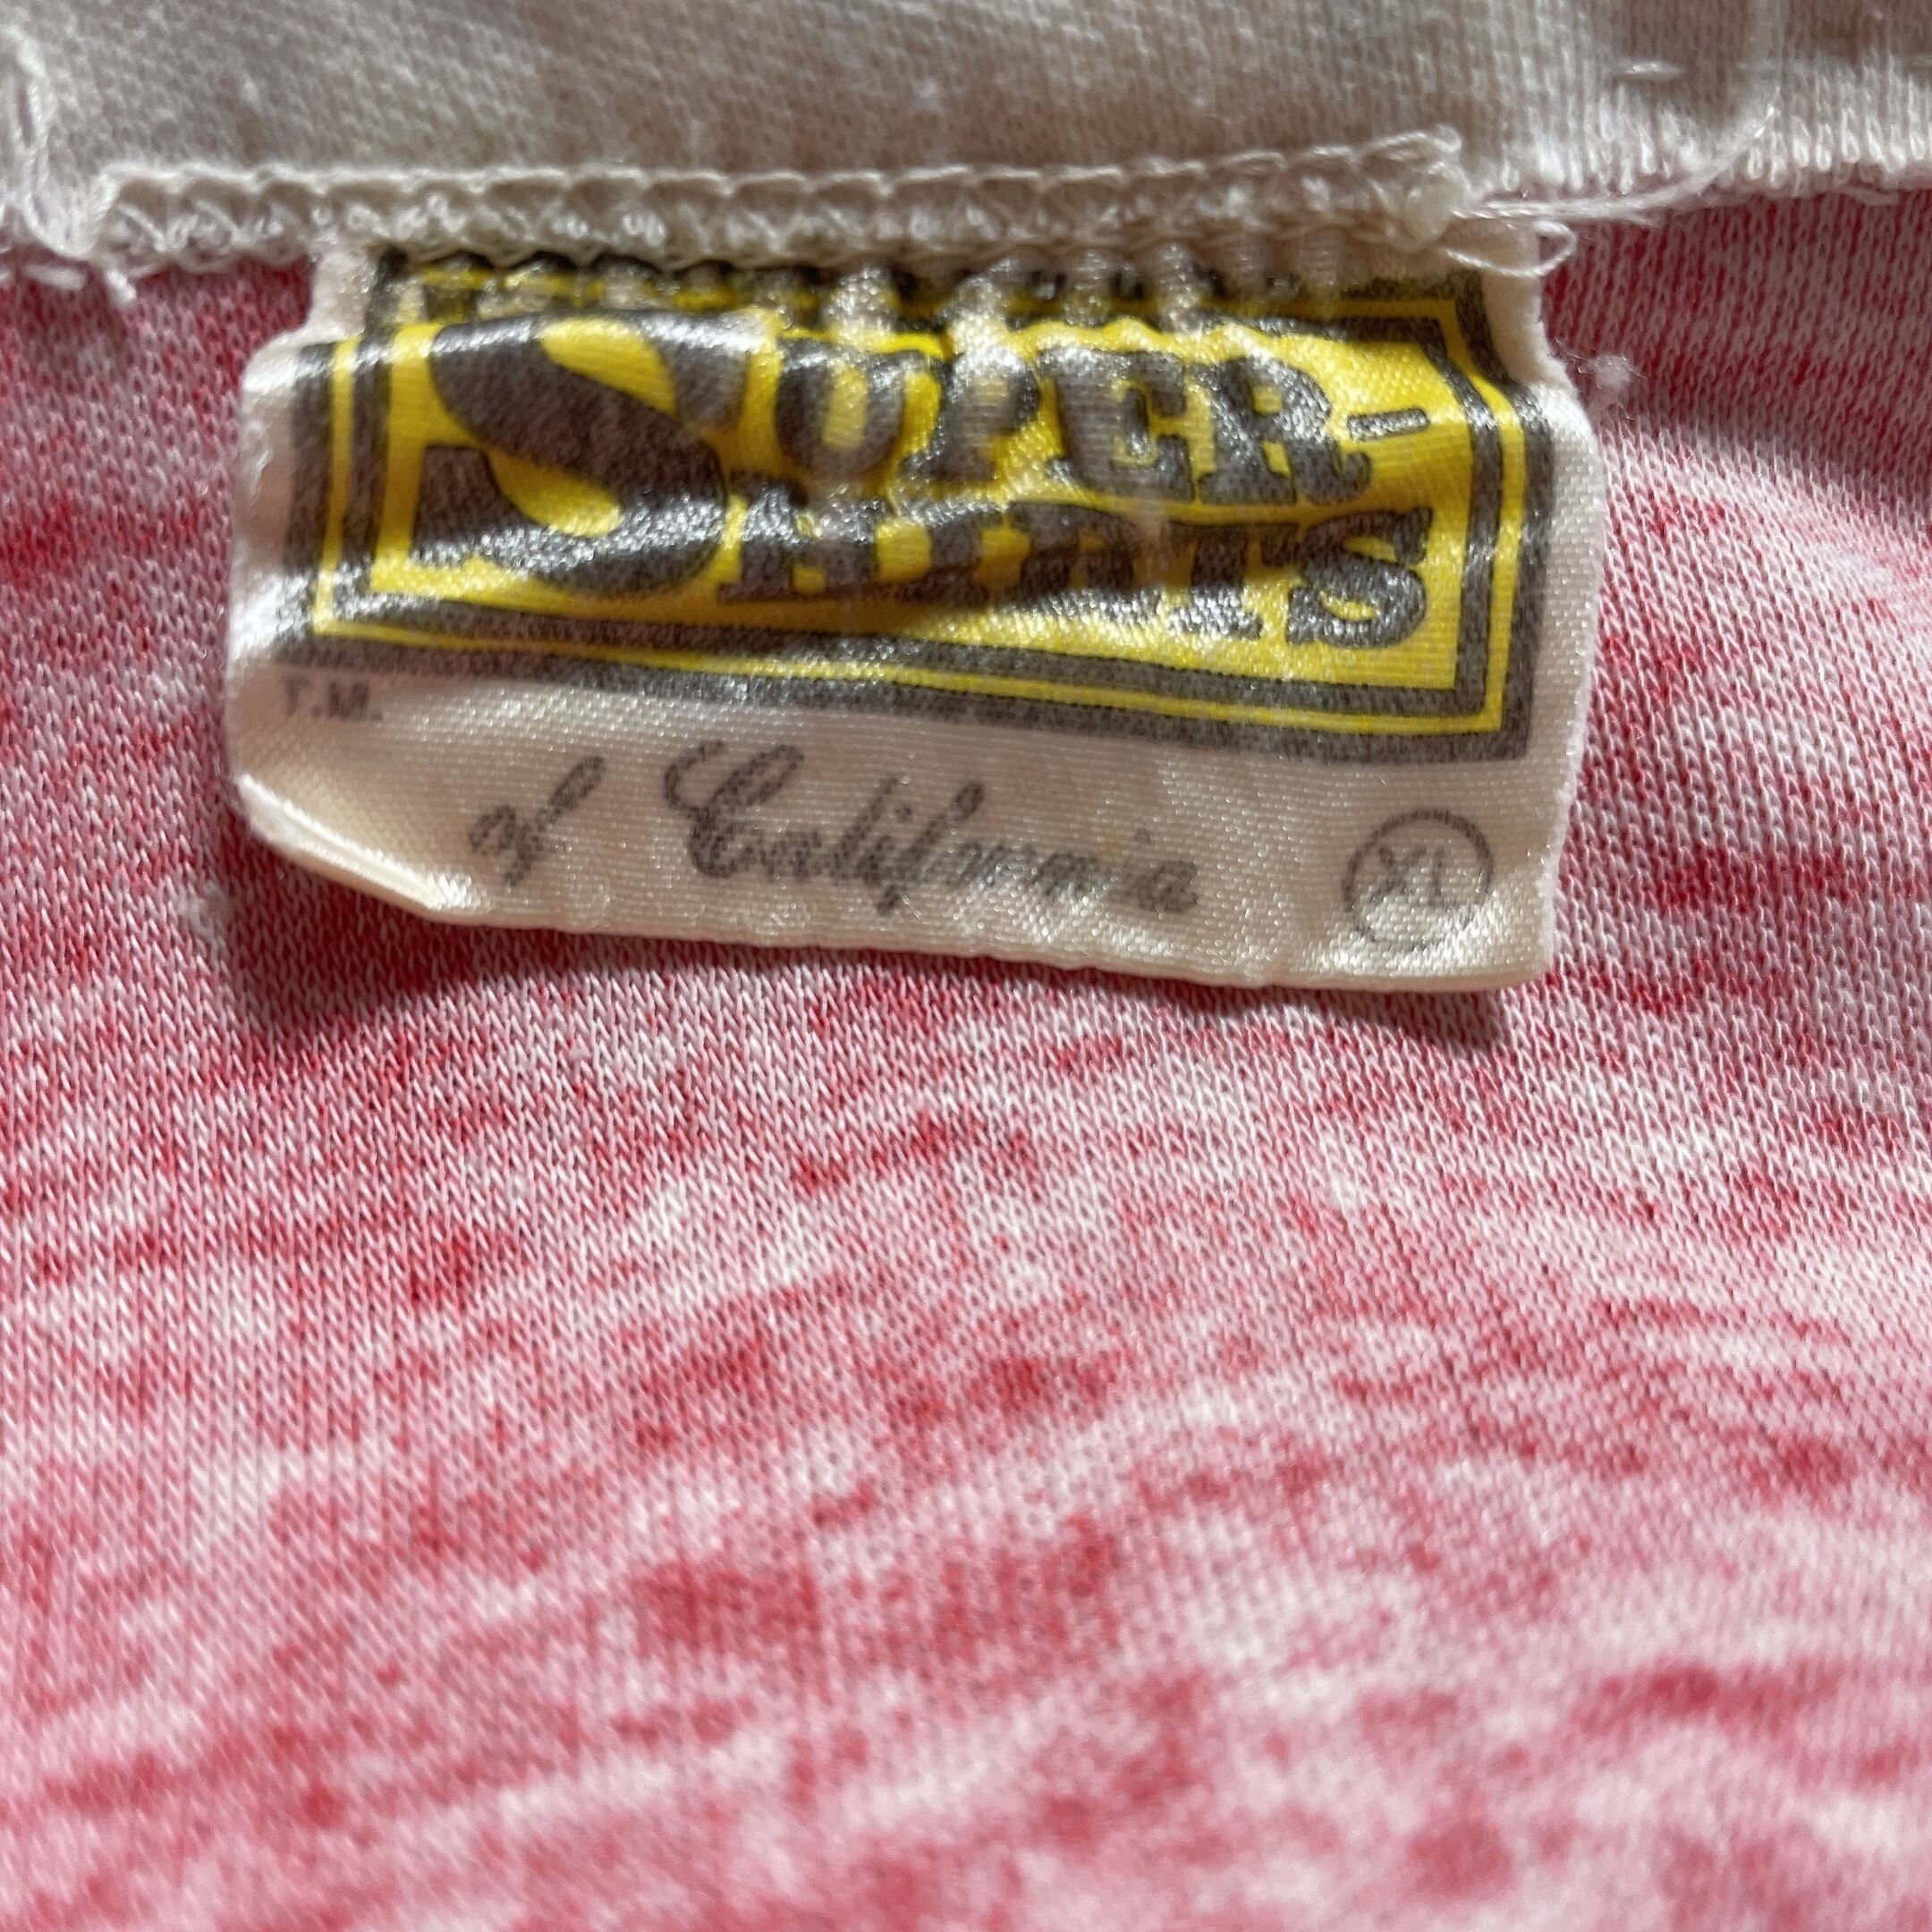 SUPER-
SHIRTS
T.M.
of California
XL